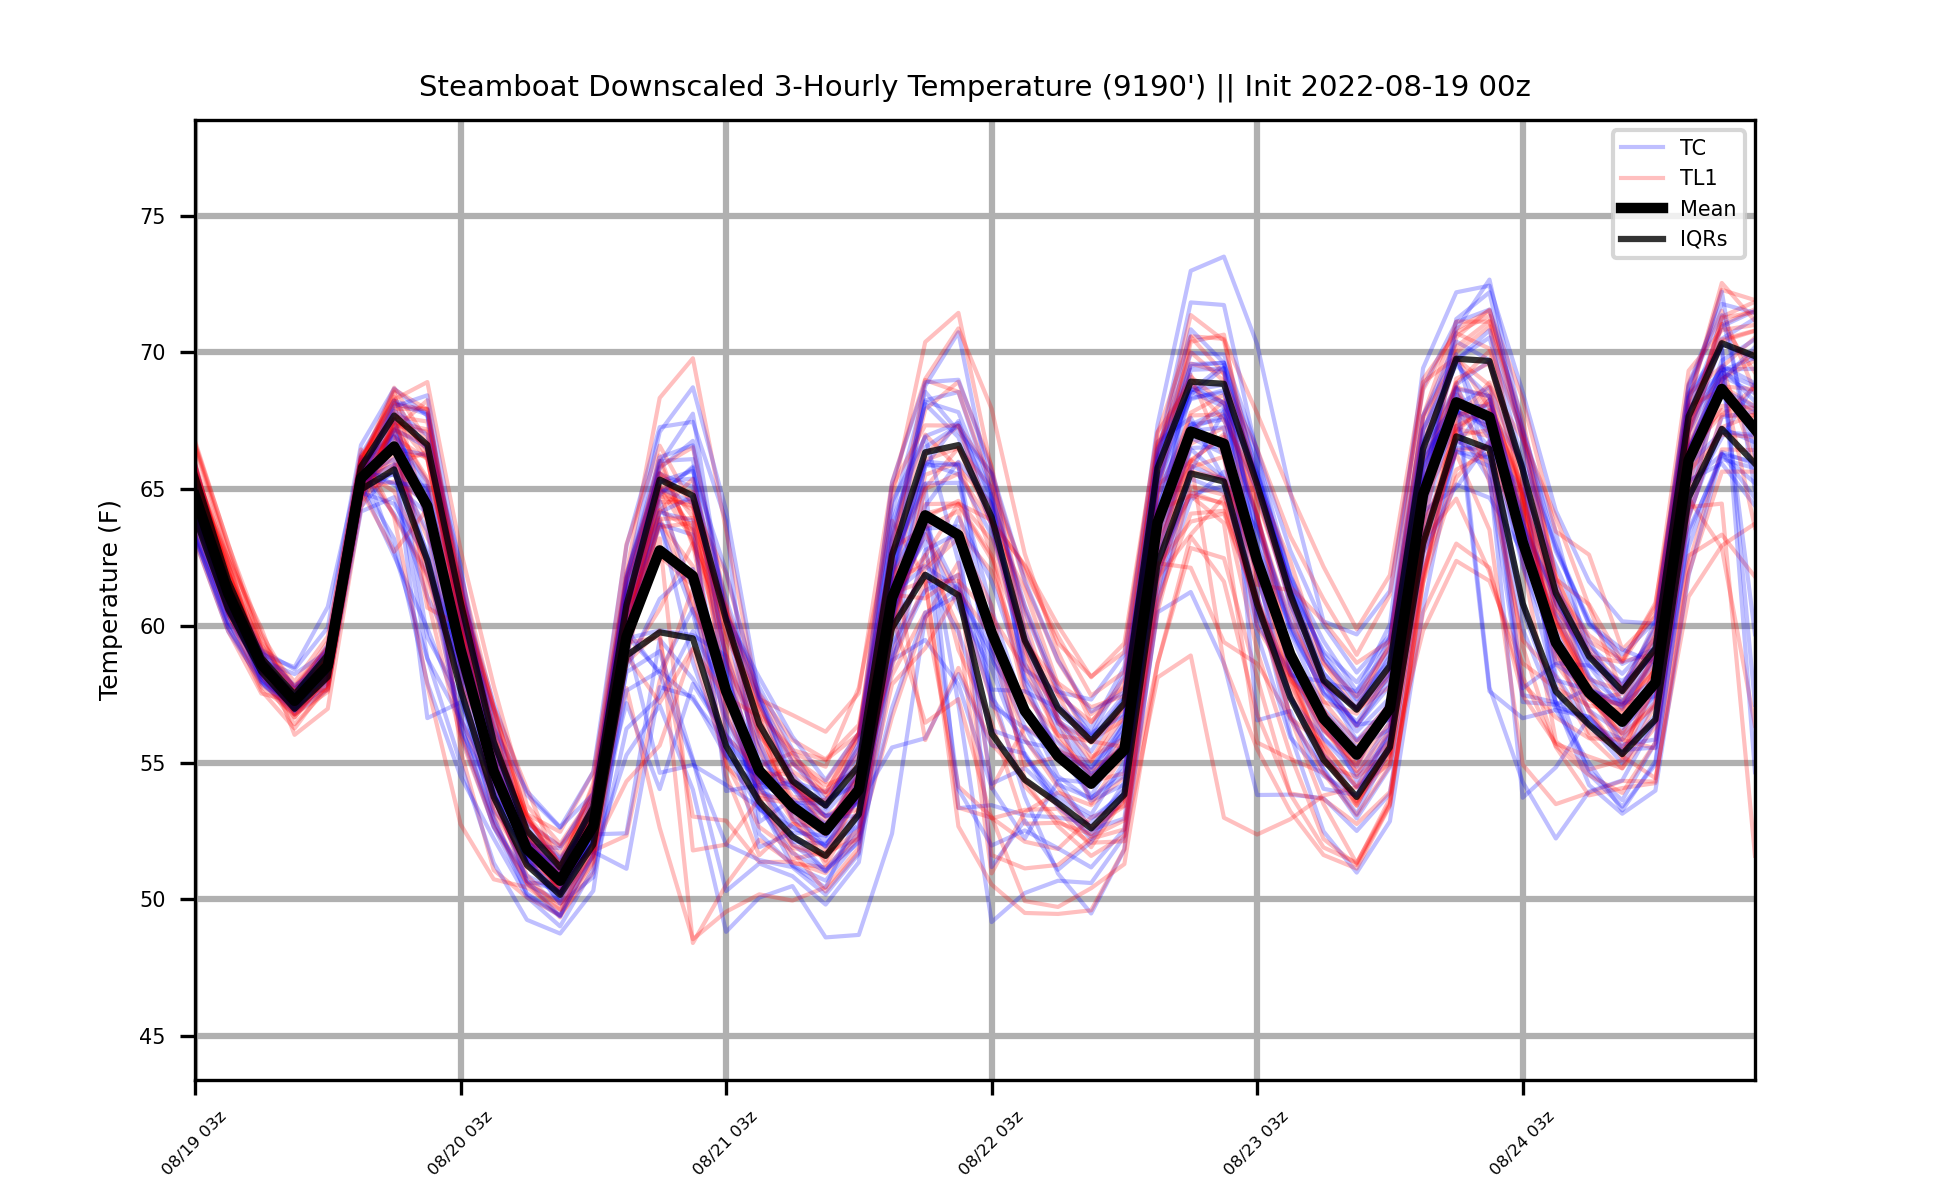 Steamboat Downscaled 3-Hourly Temperature (9190') || Init 2022-08-19 00z
TC
TL1
Mean
IQRs
Temperature (F)
75
70
65
60
55
50
45
08/19 03z
08/20 03z
08/21 03z
08/22 03z
08/23 03z
08/24 03z